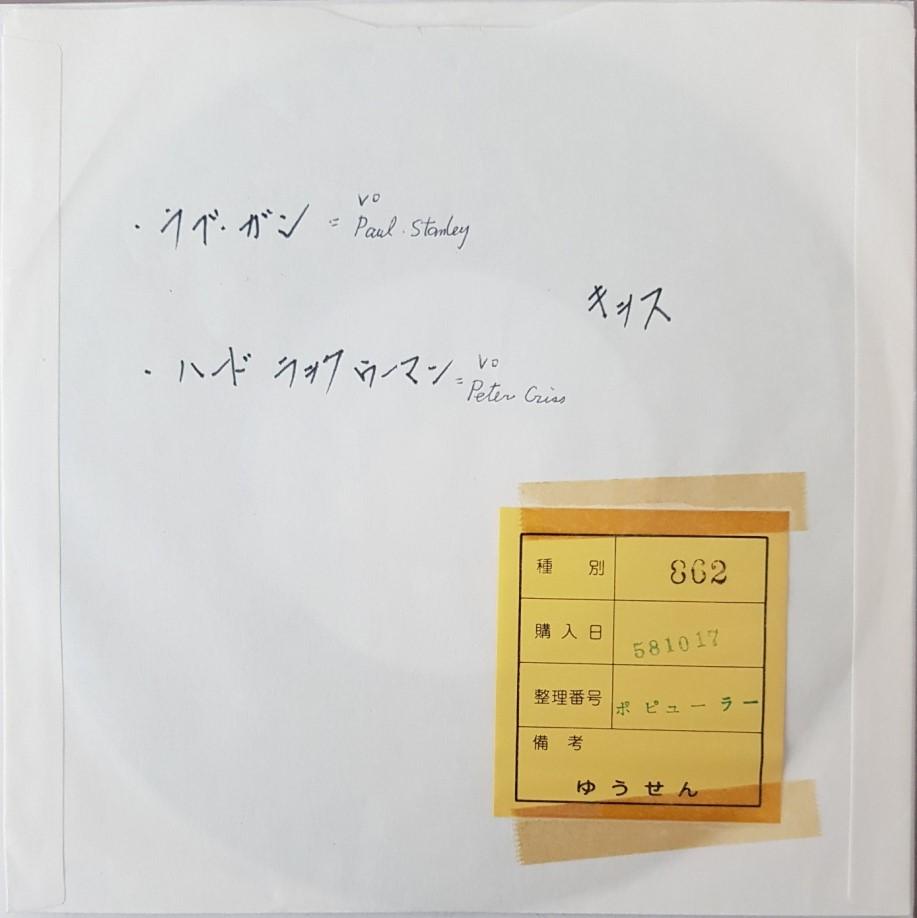 vo
・ラベ・ガン = Paul・Stanley
キッス
vo
・ハード ラック ウーマン = Peter Criss
種別 862
購入日 581017
整理番号 ポピューラー
備考
ゆうせん